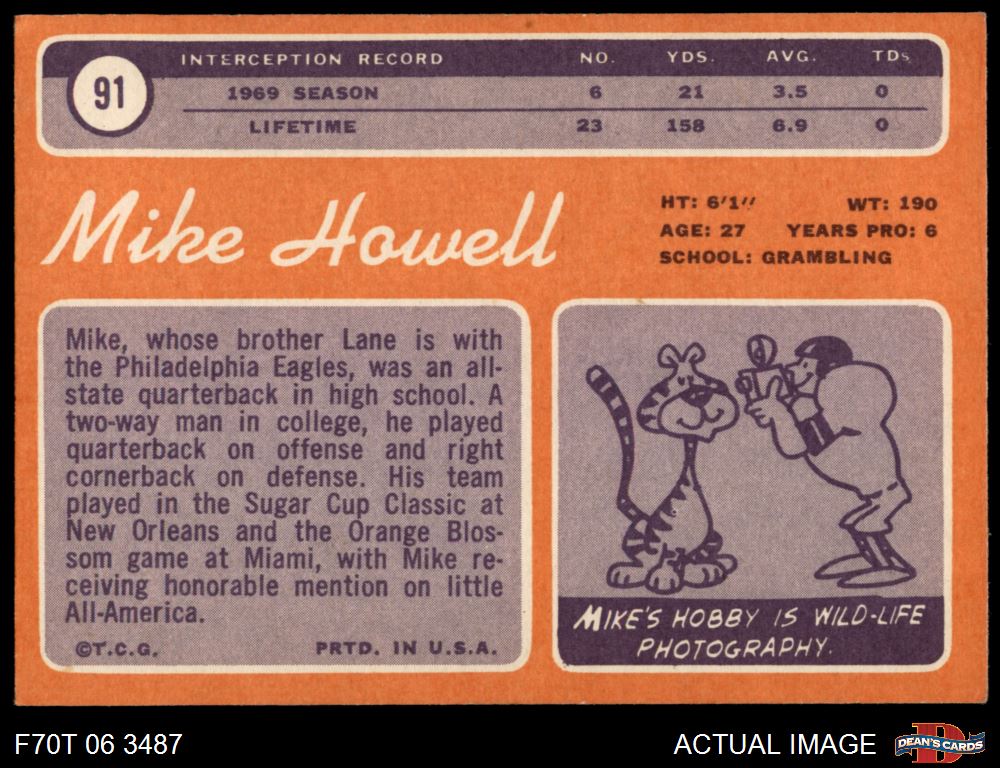 91
INTERCEPTION RECORD NO. YDS. AVG. TDs
1969 SEASON 6 21 3.5 0
LIFETIME 23 158 6.9 0
Mike Howell
HT: 6'1" WT: 190
AGE: 27 YEARS PRO: 6
SCHOOL: GRAMBLING
Mike, whose brother Lane is with
the Philadelphia Eagles, was an all-
state quarterback in high school. A
two-way man in college, he played
quarterback on offense and right
cornerback on defense. His team
played in the Sugar Cup Classic at
New Orleans and the Orange Blos-
som game at Miami, with Mike re-
ceiving honorable mention on little
All-America.
©T.C.G. PRTD. IN U.S.A.
MIKE'S HOBBY IS WILD-LIFE
PHOTOGRAPHY.
F70T 06 3487
ACTUAL IMAGE
D
DEAN'S CARDS